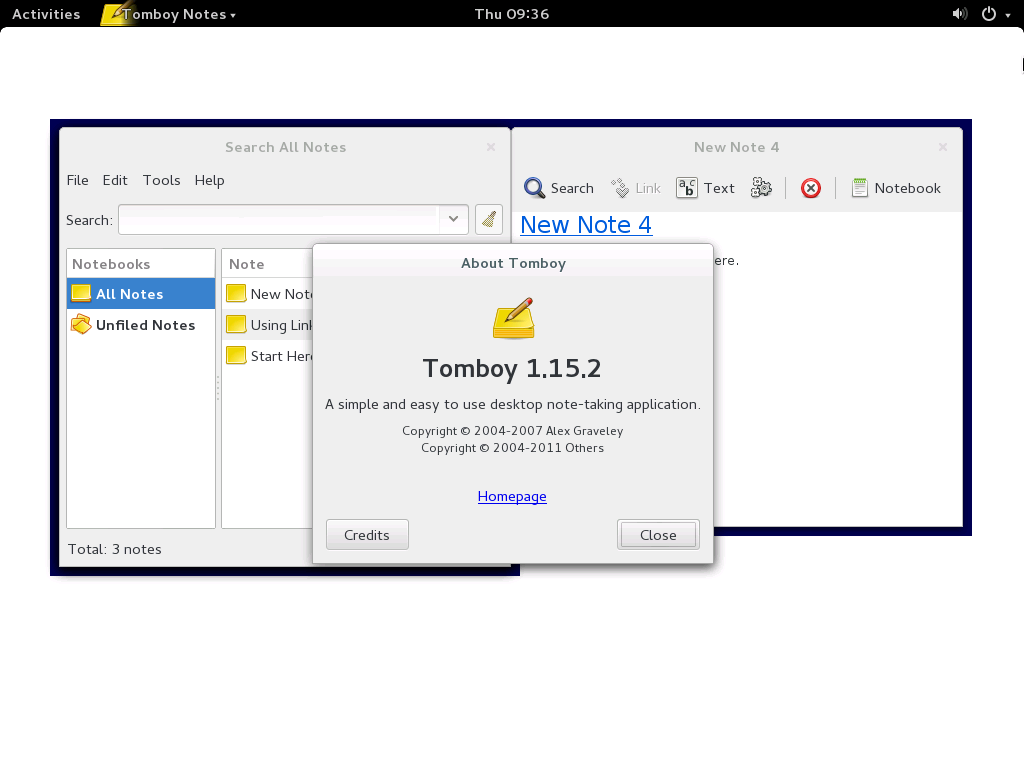 Activities
Tomboy Notes
Thu 09:36
Search All Notes
File Edit Tools Help
Search:
Notebooks
All Notes
Unfiled Notes
Note
New Note
Using Link
Start Here
Total: 3 notes
New Note 4
Search
Link
Text
Notebook
New Note 4
ere.
About Tomboy
Tomboy 1.15.2
A simple and easy to use desktop note-taking application.
Copyright © 2004-2007 Alex Graveley
Copyright © 2004-2011 Others
Homepage
Credits
Close